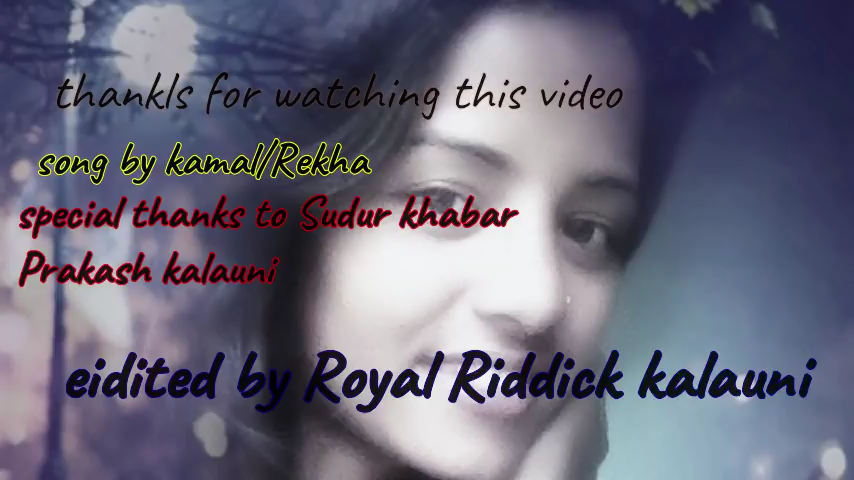 thankls for watching this video
song by kamal/Rekha
special thanks to Sudur khabar
Prakash kalauni
eidited by Royal Riddick kalauni